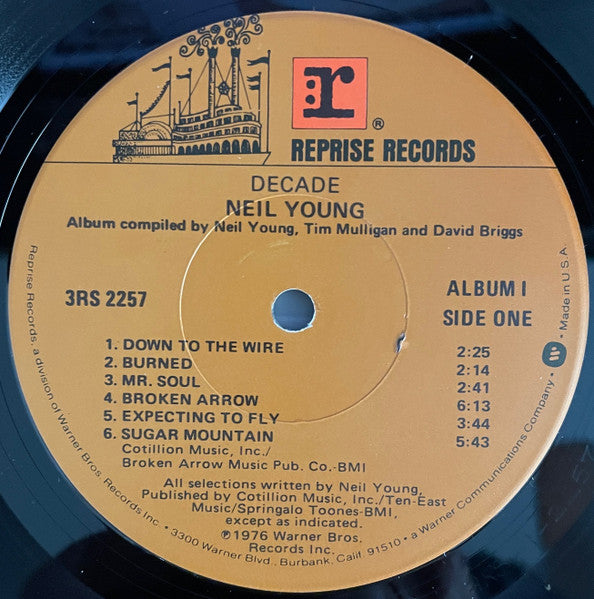 r ®
REPRISE RECORDS
DECADE
NEIL YOUNG
Album compiled by Neil Young, Tim Mulligan and David Briggs
3RS 2257
ALBUM I
SIDE ONE
1. DOWN TO THE WIRE 2:25
2. BURNED 2:14
3. MR. SOUL 2:41
4. BROKEN ARROW 6:13
5. EXPECTING TO FLY 3:44
6. SUGAR MOUNTAIN 5:43
Cotillion Music, Inc./
Broken Arrow Music Pub. Co.-BMI
All selections written by Neil Young,
Published by Cotillion Music, Inc./Ten-East
Music/Springalo Toones-BMI,
except as indicated.
℗1976 Warner Bros.
Records Inc.
Reprise Records, a division of Warner Bros. Records Inc • 3300 Warner Blvd., Burbank, Calif. 91510 • a Warner Communications Company • W • Made in U.S.A.